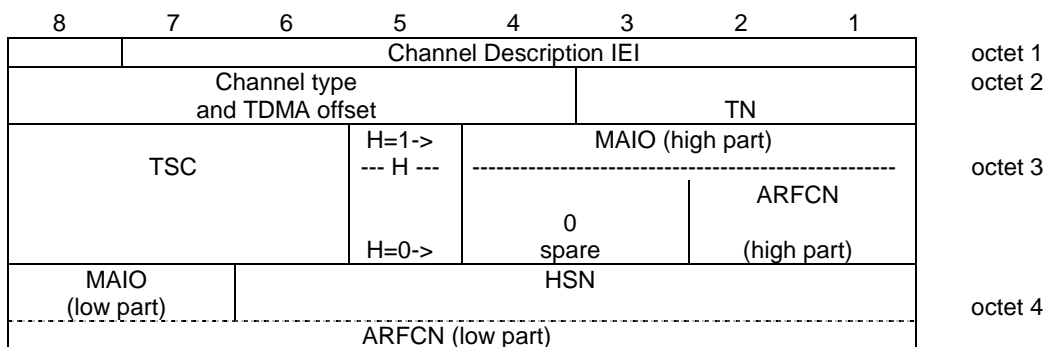 8 7 6 5 4 3 2 1
Channel Description IEI octet 1
Channel type octet 2
and TDMA offset TN
H=1-> MAIO (high part)
TSC --- H --- ------------------------------------------------------- octet 3
ARFCN
0
H=0-> spare (high part)
MAIO HSN
(low part) octet 4
ARFCN (low part)